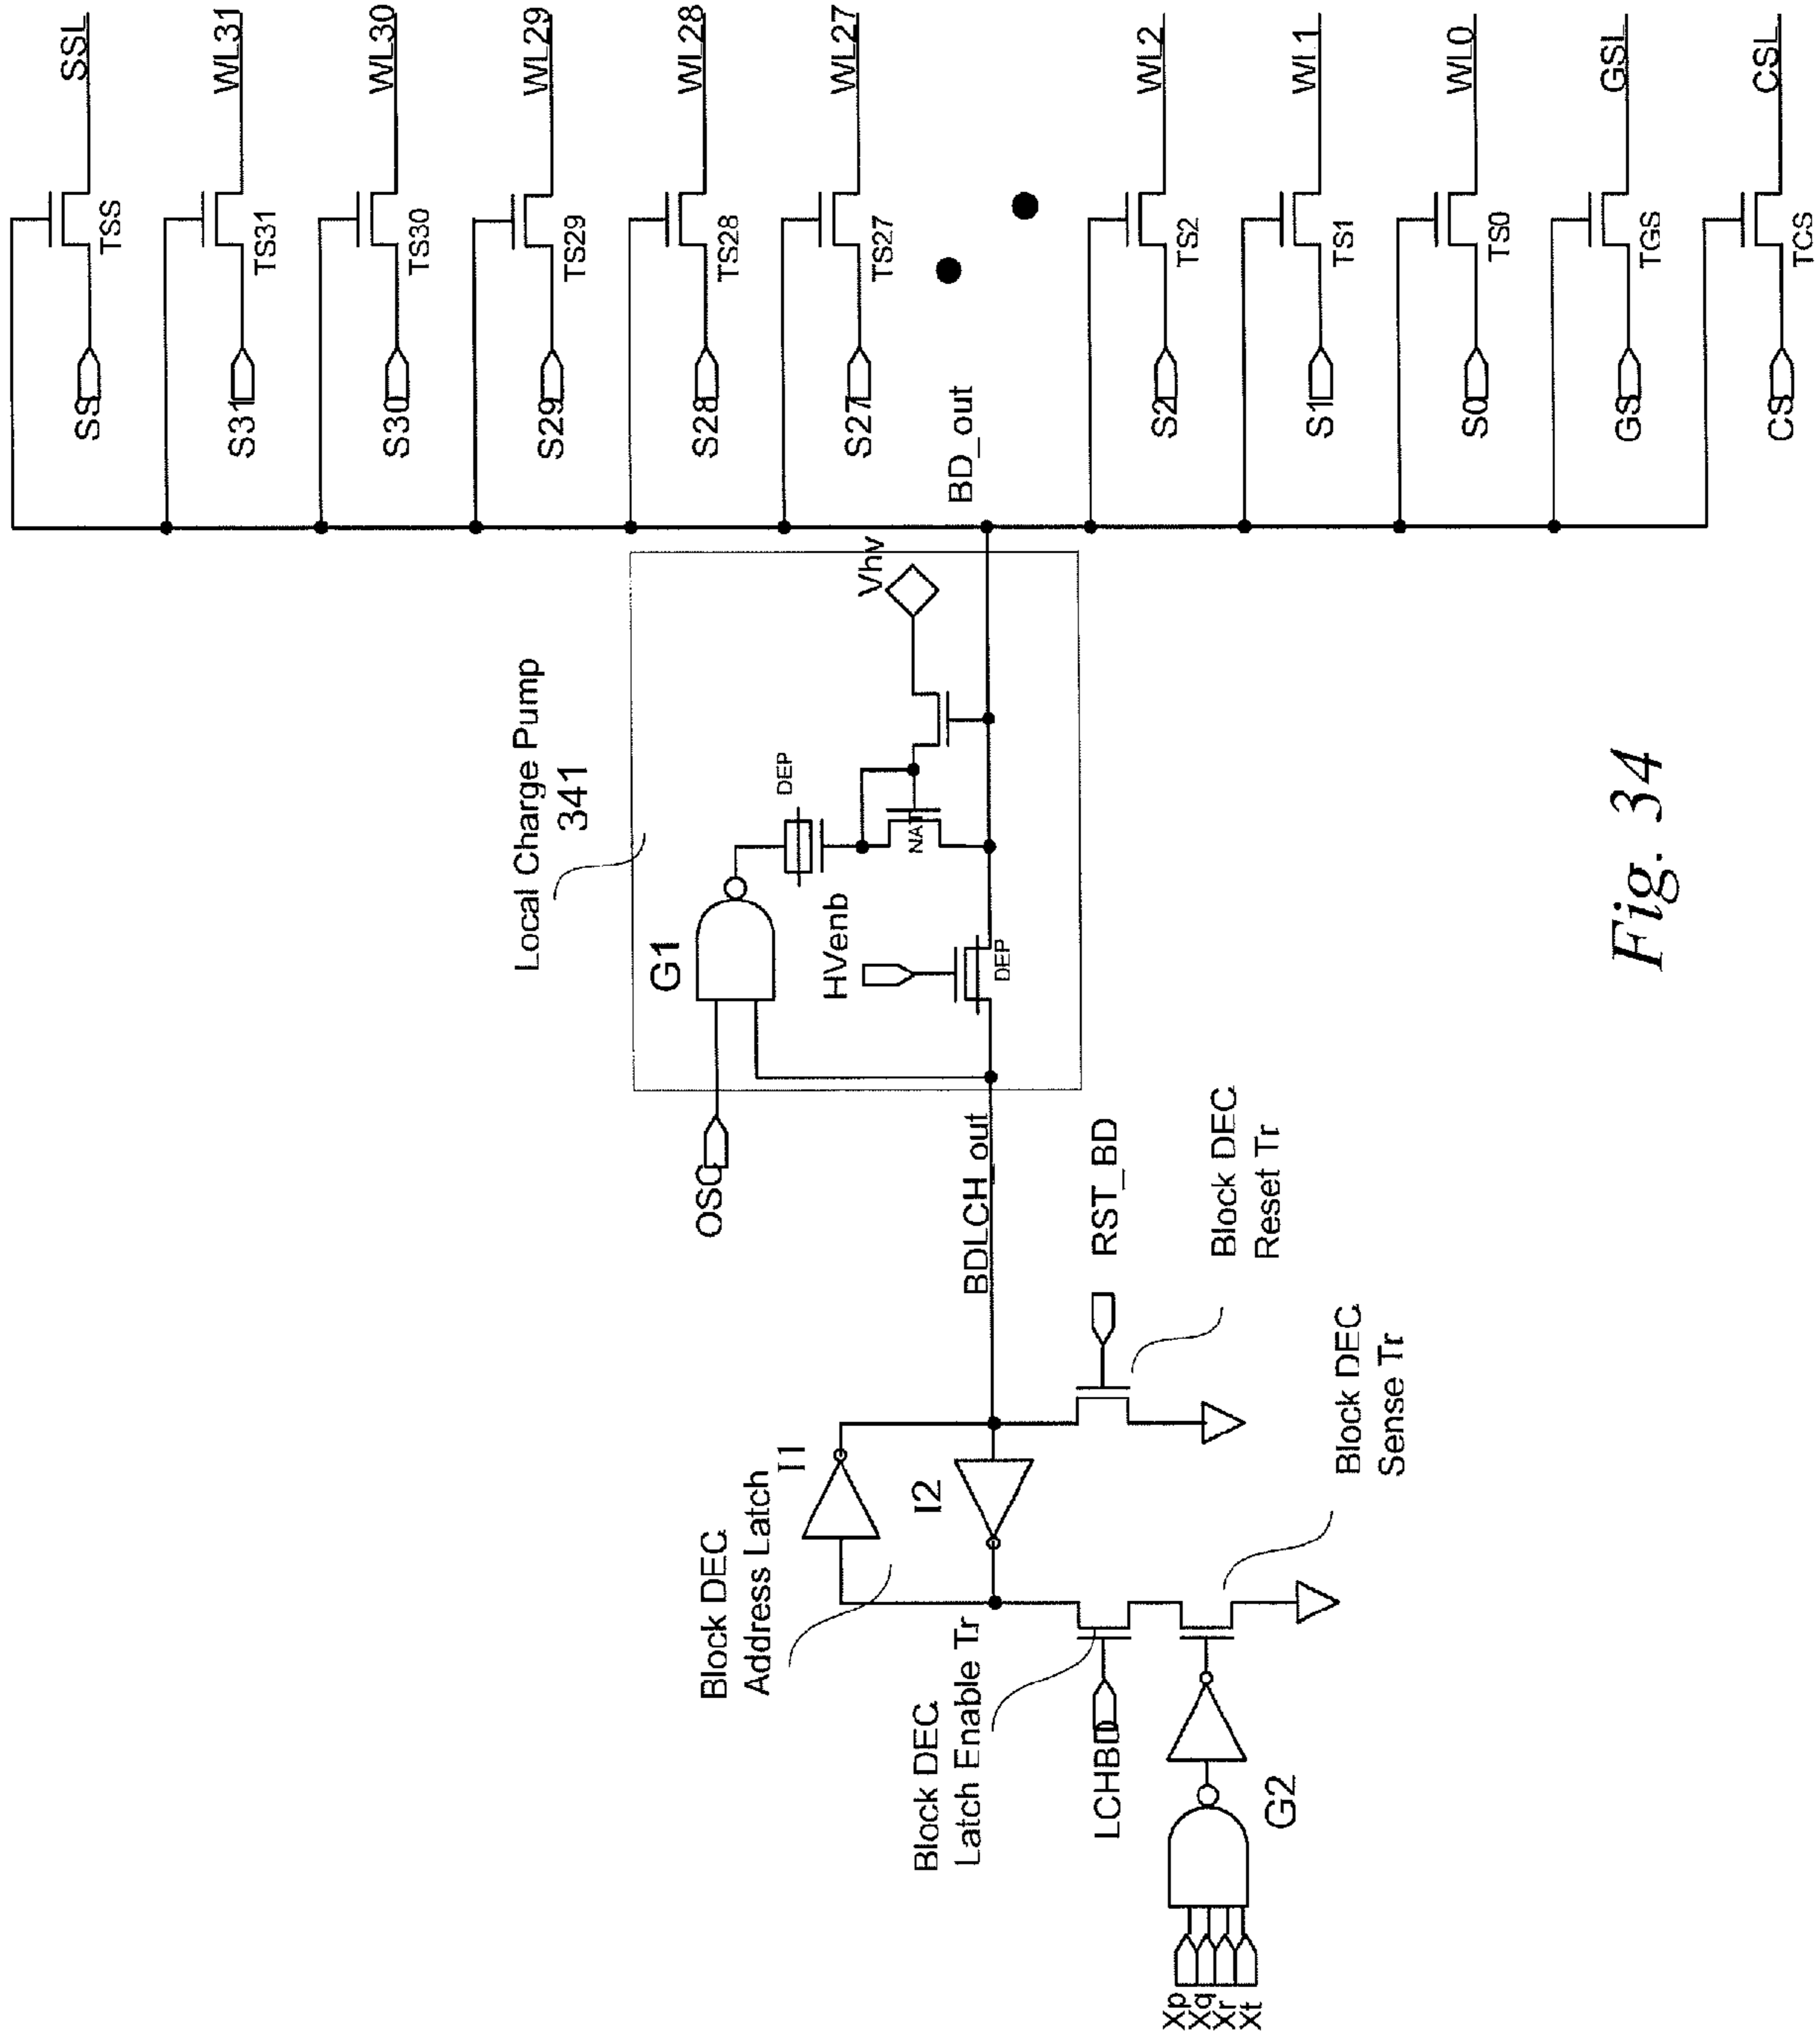 SSL
WL31
WL30
WL29
WL28
WL27
WL2
WL1
WL0
GSL
CSL
TSS
TS31
TS30
TS29
TS28
TS27
TS2
TS1
TS0
TGS
TCS
SS
S31
S30
S29
S28
S27
S2
S1
S0
GS
CS
BD_out
Local Charge Pump
341
Vhv
DEP
NAT
G1
HVenb
DEP
OSC
BDLCH_out
RST_BD
Block DEC.
Reset Tr
Block DEC.
Sense Tr
Block DEC.
Address Latch
I1
I2
Block DEC.
Latch Enable Tr
LCHBD
G2
Xp
Xq
Xr
Xt
Fig. 34